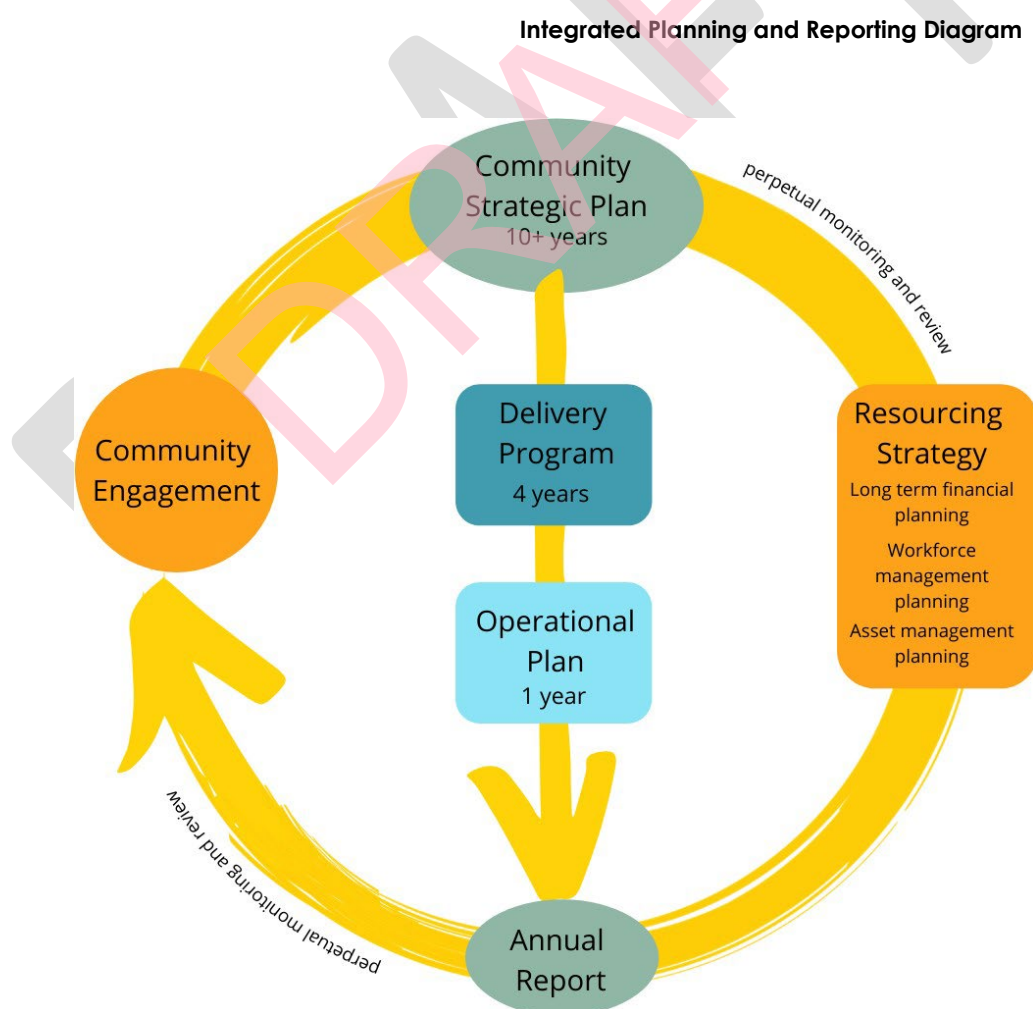 Integrated Planning and Reporting Diagram
DRAFT
Community
Strategic Plan
10+ years
perpetual monitoring and review
Community
Engagement
Delivery
Program
4 years
Resourcing
Strategy
Long term financial
planning
Workforce
management
planning
Asset management
planning
Operational
Plan
1 year
perpetual monitoring and review
Annual
Report